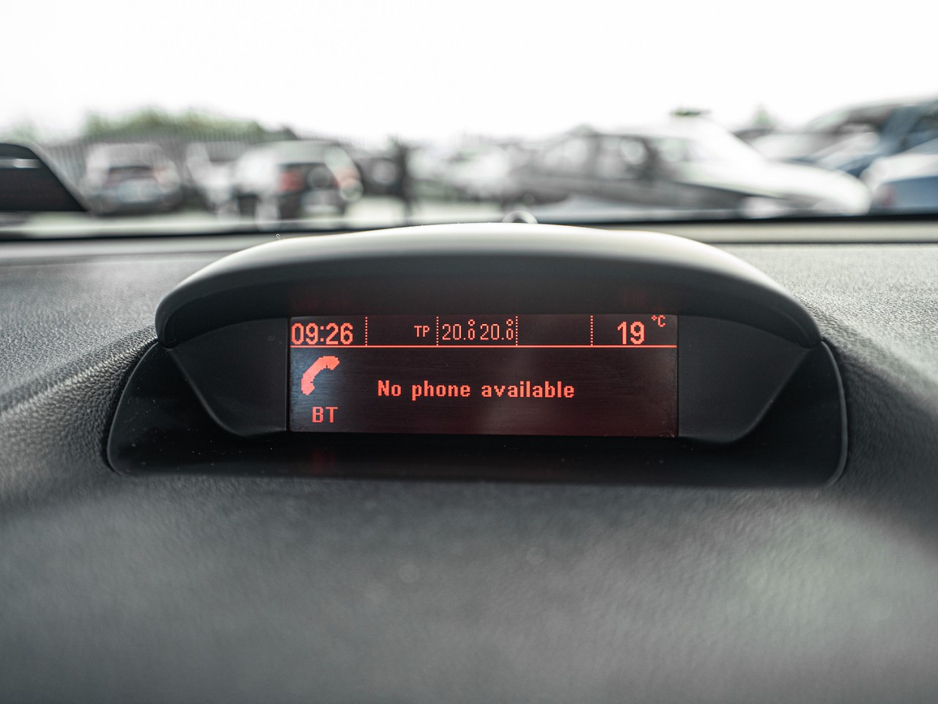 09:26 TP 20.0° 20.0° 19 °C
No phone available
BT